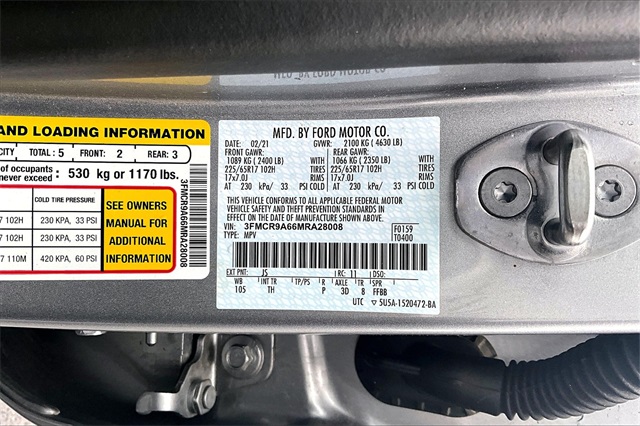 AND LOADING INFORMATION
CITY TOTAL: 5 FRONT: 2 REAR: 3
of occupants
never exceed : 530 kg or 1170 lbs.
COLD TIRE PRESSURE
17 102H 230 KPA, 33 PSI
17 102H 230 KPA, 33 PSI
7 110M 420 KPA, 60 PSI
SEE OWNERS
MANUAL FOR
ADDITIONAL
INFORMATION
3FMCR9A66MRA28008
MFD. BY FORD MOTOR CO.
DATE: 02/21 GVWR: 2100 KG ( 4630 LB)
FRONT GAWR: REAR GAWR:
1089 KG (2400 LB) WITH 1066 KG (2350 LB) WITH
225/65R17 102H TIRES 225/65R17 102H TIRES
17x7.0J RIMS 17x7.0J RIMS
AT 230 kPa/ 33 PSI COLD AT 230 kPa/ 33 PSI COLD
THIS VEHICLE CONFORMS TO ALL APPLICABLE FEDERAL MOTOR
VEHICLE SAFETY AND THEFT PREVENTION STANDARDS IN
EFFECT ON THE DATE OF MANUFACTURE SHOWN ABOVE.
VIN: 3FMCR9A66MRA28008 F0159
TYPE: MPV T0400
EXT PNT: JS RC: 11 DSO:
WB INT TR TP/PS R AXLE TR SPR
105 TH P 3D 8 FFBB
UTC 5U5A-1520472-BA